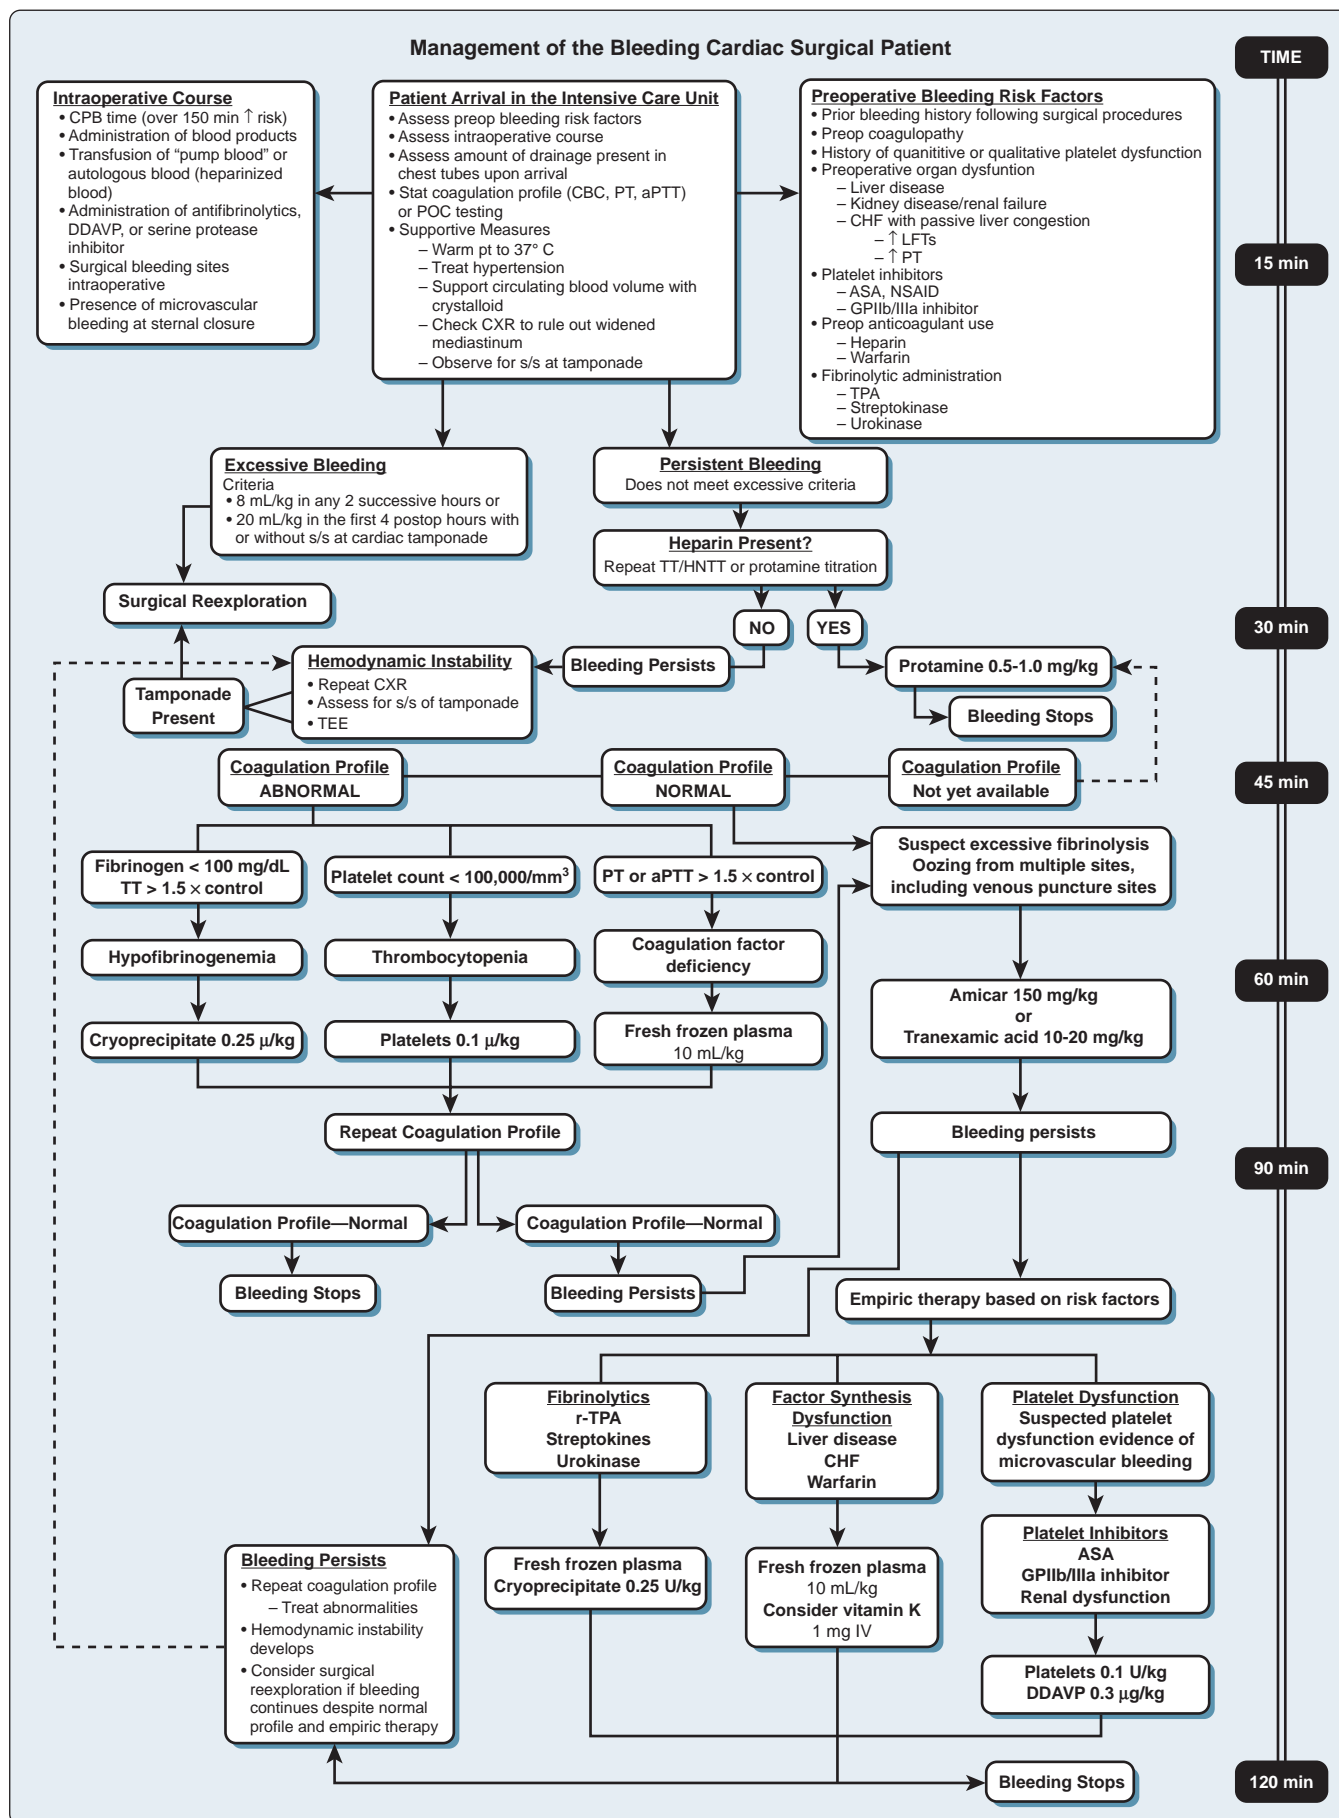 Management of the Bleeding Cardiac Surgical Patient
TIME
Intraoperative Course
• CPB time (over 150 min ↑ risk)
• Administration of blood products
• Transfusion of “pump blood” or
autologous blood (heparinized
blood)
• Administration of antifibrinolytics,
DDAVP, or serine protease
inhibitor
• Surgical bleeding sites
intraoperative
• Presence of microvascular
bleeding at sternal closure
Patient Arrival in the Intensive Care Unit
• Assess preop bleeding risk factors
• Assess intraoperative course
• Assess amount of drainage present in
chest tubes upon arrival
• Stat coagulation profile (CBC, PT, aPTT)
or POC testing
• Supportive Measures
– Warm pt to 37° C
– Treat hypertension
– Support circulating blood volume with
crystalloid
– Check CXR to rule out widened
mediastinum
– Observe for s/s at tamponade
Preoperative Bleeding Risk Factors
• Prior bleeding history following surgical procedures
• Preop coagulopathy
• History of quanititive or qualitative platelet dysfunction
• Preoperative organ dysfuntion
– Liver disease
– Kidney disease/renal failure
– CHF with passive liver congestion
– ↑ LFTs
– ↑ PT
• Platelet inhibitors
– ASA, NSAID
– GPIIb/IIIa inhibitor
• Preop anticoagulant use
– Heparin
– Warfarin
• Fibrinolytic administration
– TPA
– Streptokinase
– Urokinase
15 min
Excessive Bleeding
Criteria
• 8 mL/kg in any 2 successive hours or
• 20 mL/kg in the first 4 postop hours with
or without s/s at cardiac tamponade
Persistent Bleeding
Does not meet excessive criteria
Heparin Present?
Repeat TT/HNTT or protamine titration
Surgical Reexploration
NO
YES
30 min
Hemodynamic Instability
• Repeat CXR
• Assess for s/s of tamponade
• TEE
Bleeding Persists
Protamine 0.5-1.0 mg/kg
Tamponade
Present
Bleeding Stops
Coagulation Profile
ABNORMAL
Coagulation Profile
NORMAL
Coagulation Profile
Not yet available
45 min
Fibrinogen < 100 mg/dL
TT > 1.5 × control
Platelet count < 100,000/mm³
PT or aPTT > 1.5 × control
Suspect excessive fibrinolysis
Oozing from multiple sites,
including venous puncture sites
Hypofibrinogenemia
Thrombocytopenia
Coagulation factor
deficiency
60 min
Cryoprecipitate 0.25 μ/kg
Platelets 0.1 μ/kg
Fresh frozen plasma
10 mL/kg
Amicar 150 mg/kg
or
Tranexamic acid 10-20 mg/kg
Repeat Coagulation Profile
Bleeding persists
90 min
Coagulation Profile—Normal
Coagulation Profile—Normal
Bleeding Stops
Bleeding Persists
Empiric therapy based on risk factors
Fibrinolytics
r-TPA
Streptokines
Urokinase
Factor Synthesis
Dysfunction
Liver disease
CHF
Warfarin
Platelet Dysfunction
Suspected platelet
dysfunction evidence of
microvascular bleeding
Platelet Inhibitors
ASA
GPIIb/IIIa inhibitor
Renal dysfunction
Bleeding Persists
• Repeat coagulation profile
– Treat abnormalities
• Hemodynamic instability
develops
• Consider surgical
reexploration if bleeding
continues despite normal
profile and empiric therapy
Fresh frozen plasma
Cryoprecipitate 0.25 U/kg
Fresh frozen plasma
10 mL/kg
Consider vitamin K
1 mg IV
Platelets 0.1 U/kg
DDAVP 0.3 μg/kg
Bleeding Stops
120 min